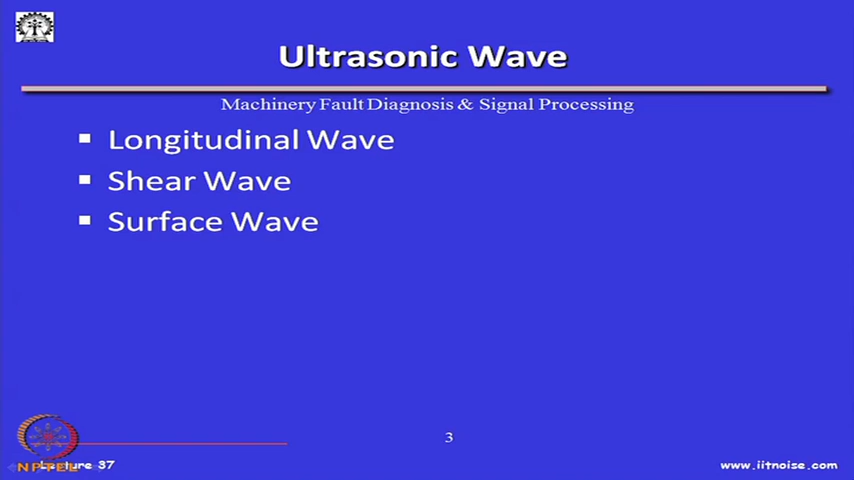 Ultrasonic Wave
Machinery Fault Diagnosis & Signal Processing
▪ Longitudinal Wave
▪ Shear Wave
▪ Surface Wave
3
NPTEL
Lecture 37
www.iitnoise.com